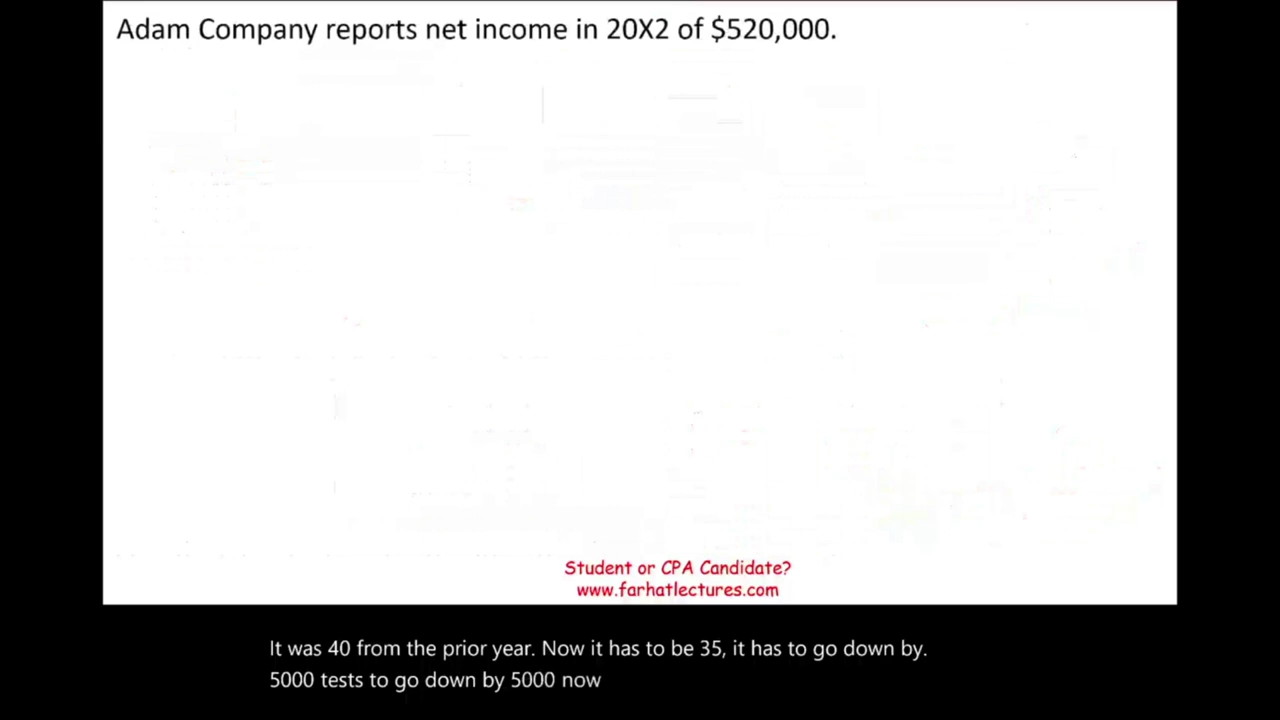 Adam Company reports net income in 20X2 of $520,000.
Student or CPA Candidate?
www.farhatlectures.com
It was 40 from the prior year. Now it has to be 35, it has to go down by.
5000 tests to go down by 5000 now